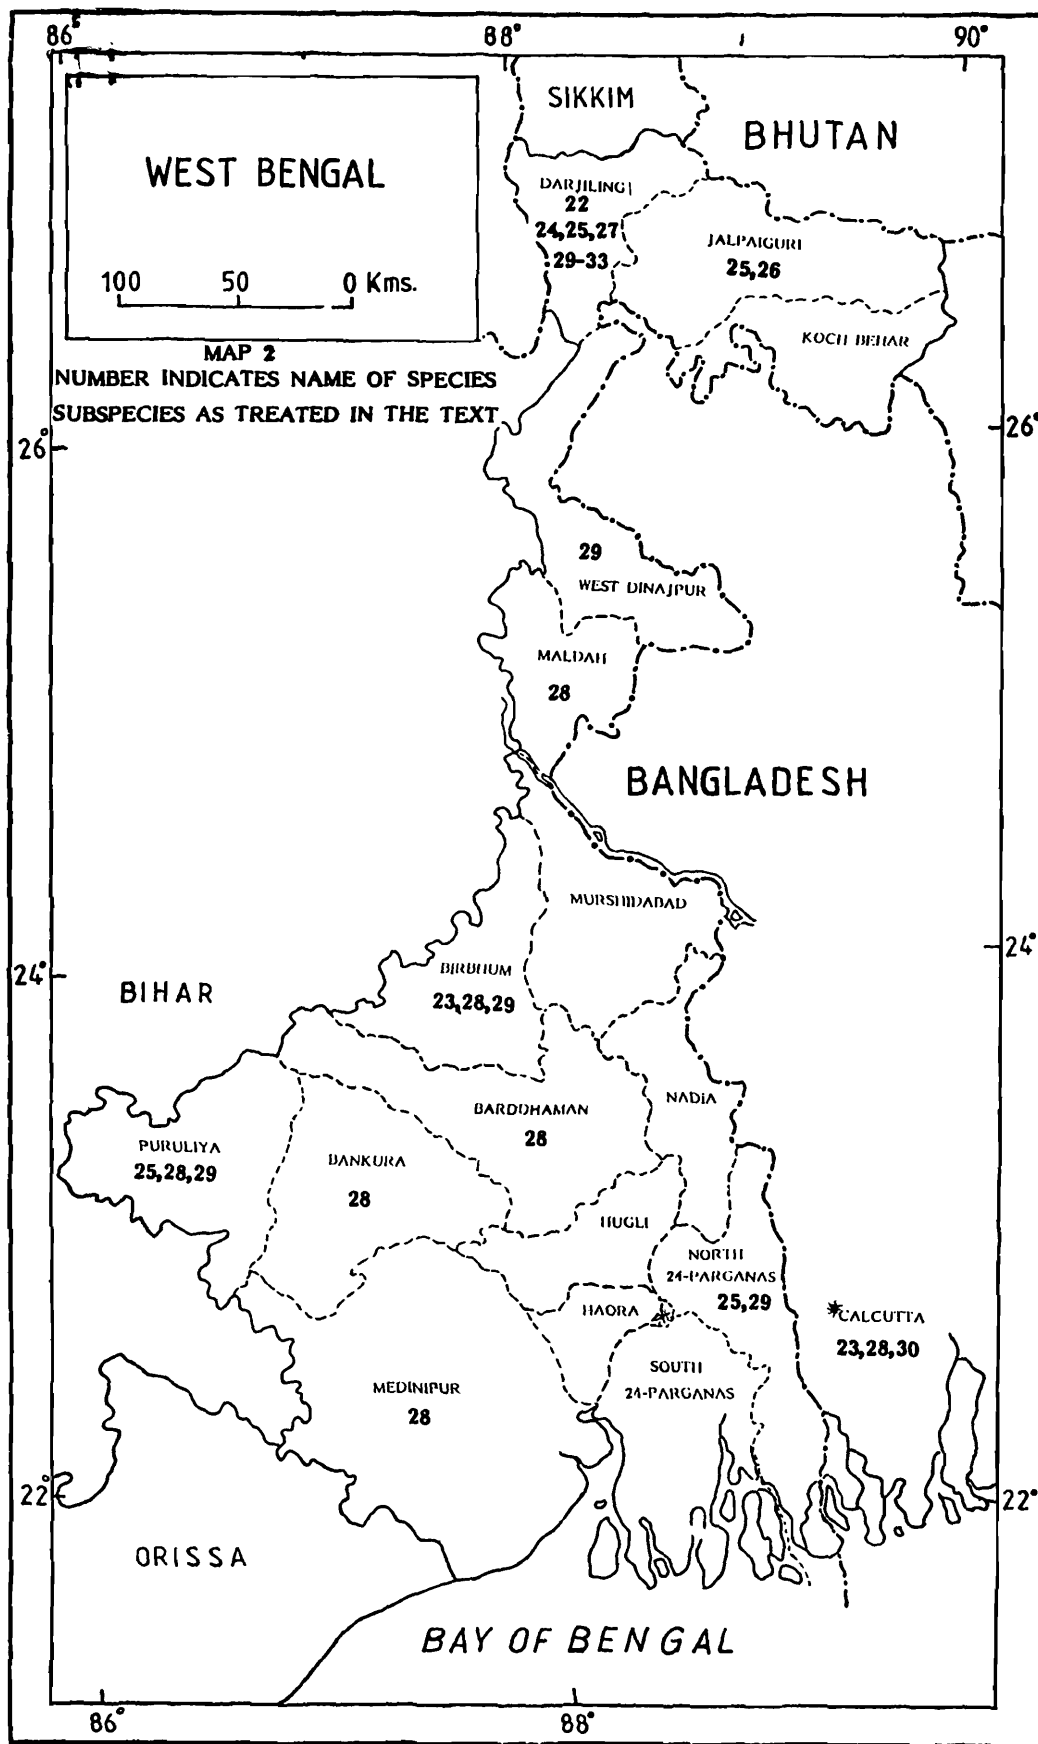 86° 88° 90°
SIKKIM
BHUTAN
WEST BENGAL
DARJILING
22
24,25,27
29-33
JALPAIGURI
25,26
100 50 0 Kms.
KOCH BEHAR
MAP 2
NUMBER INDICATES NAME OF SPECIES
SUBSPECIES AS TREATED IN THE TEXT
26° 26°
29
WEST DINAJPUR
MALDAH
28
BANGLADESH
MURSHIDABAD
24° 24°
BIRBHUM
23,28,29
BIHAR
NADIA
BARDDHAMAN
28
PURULIYA
25,28,29
BANKURA
28
HUGLI
NORTH
24-PARGANAS
25,29
HAORA
CALCUTTA
23,28,30
SOUTH
24-PARGANAS
MEDINIPUR
28
22° 22°
ORISSA
BAY OF BENGAL
86° 88°